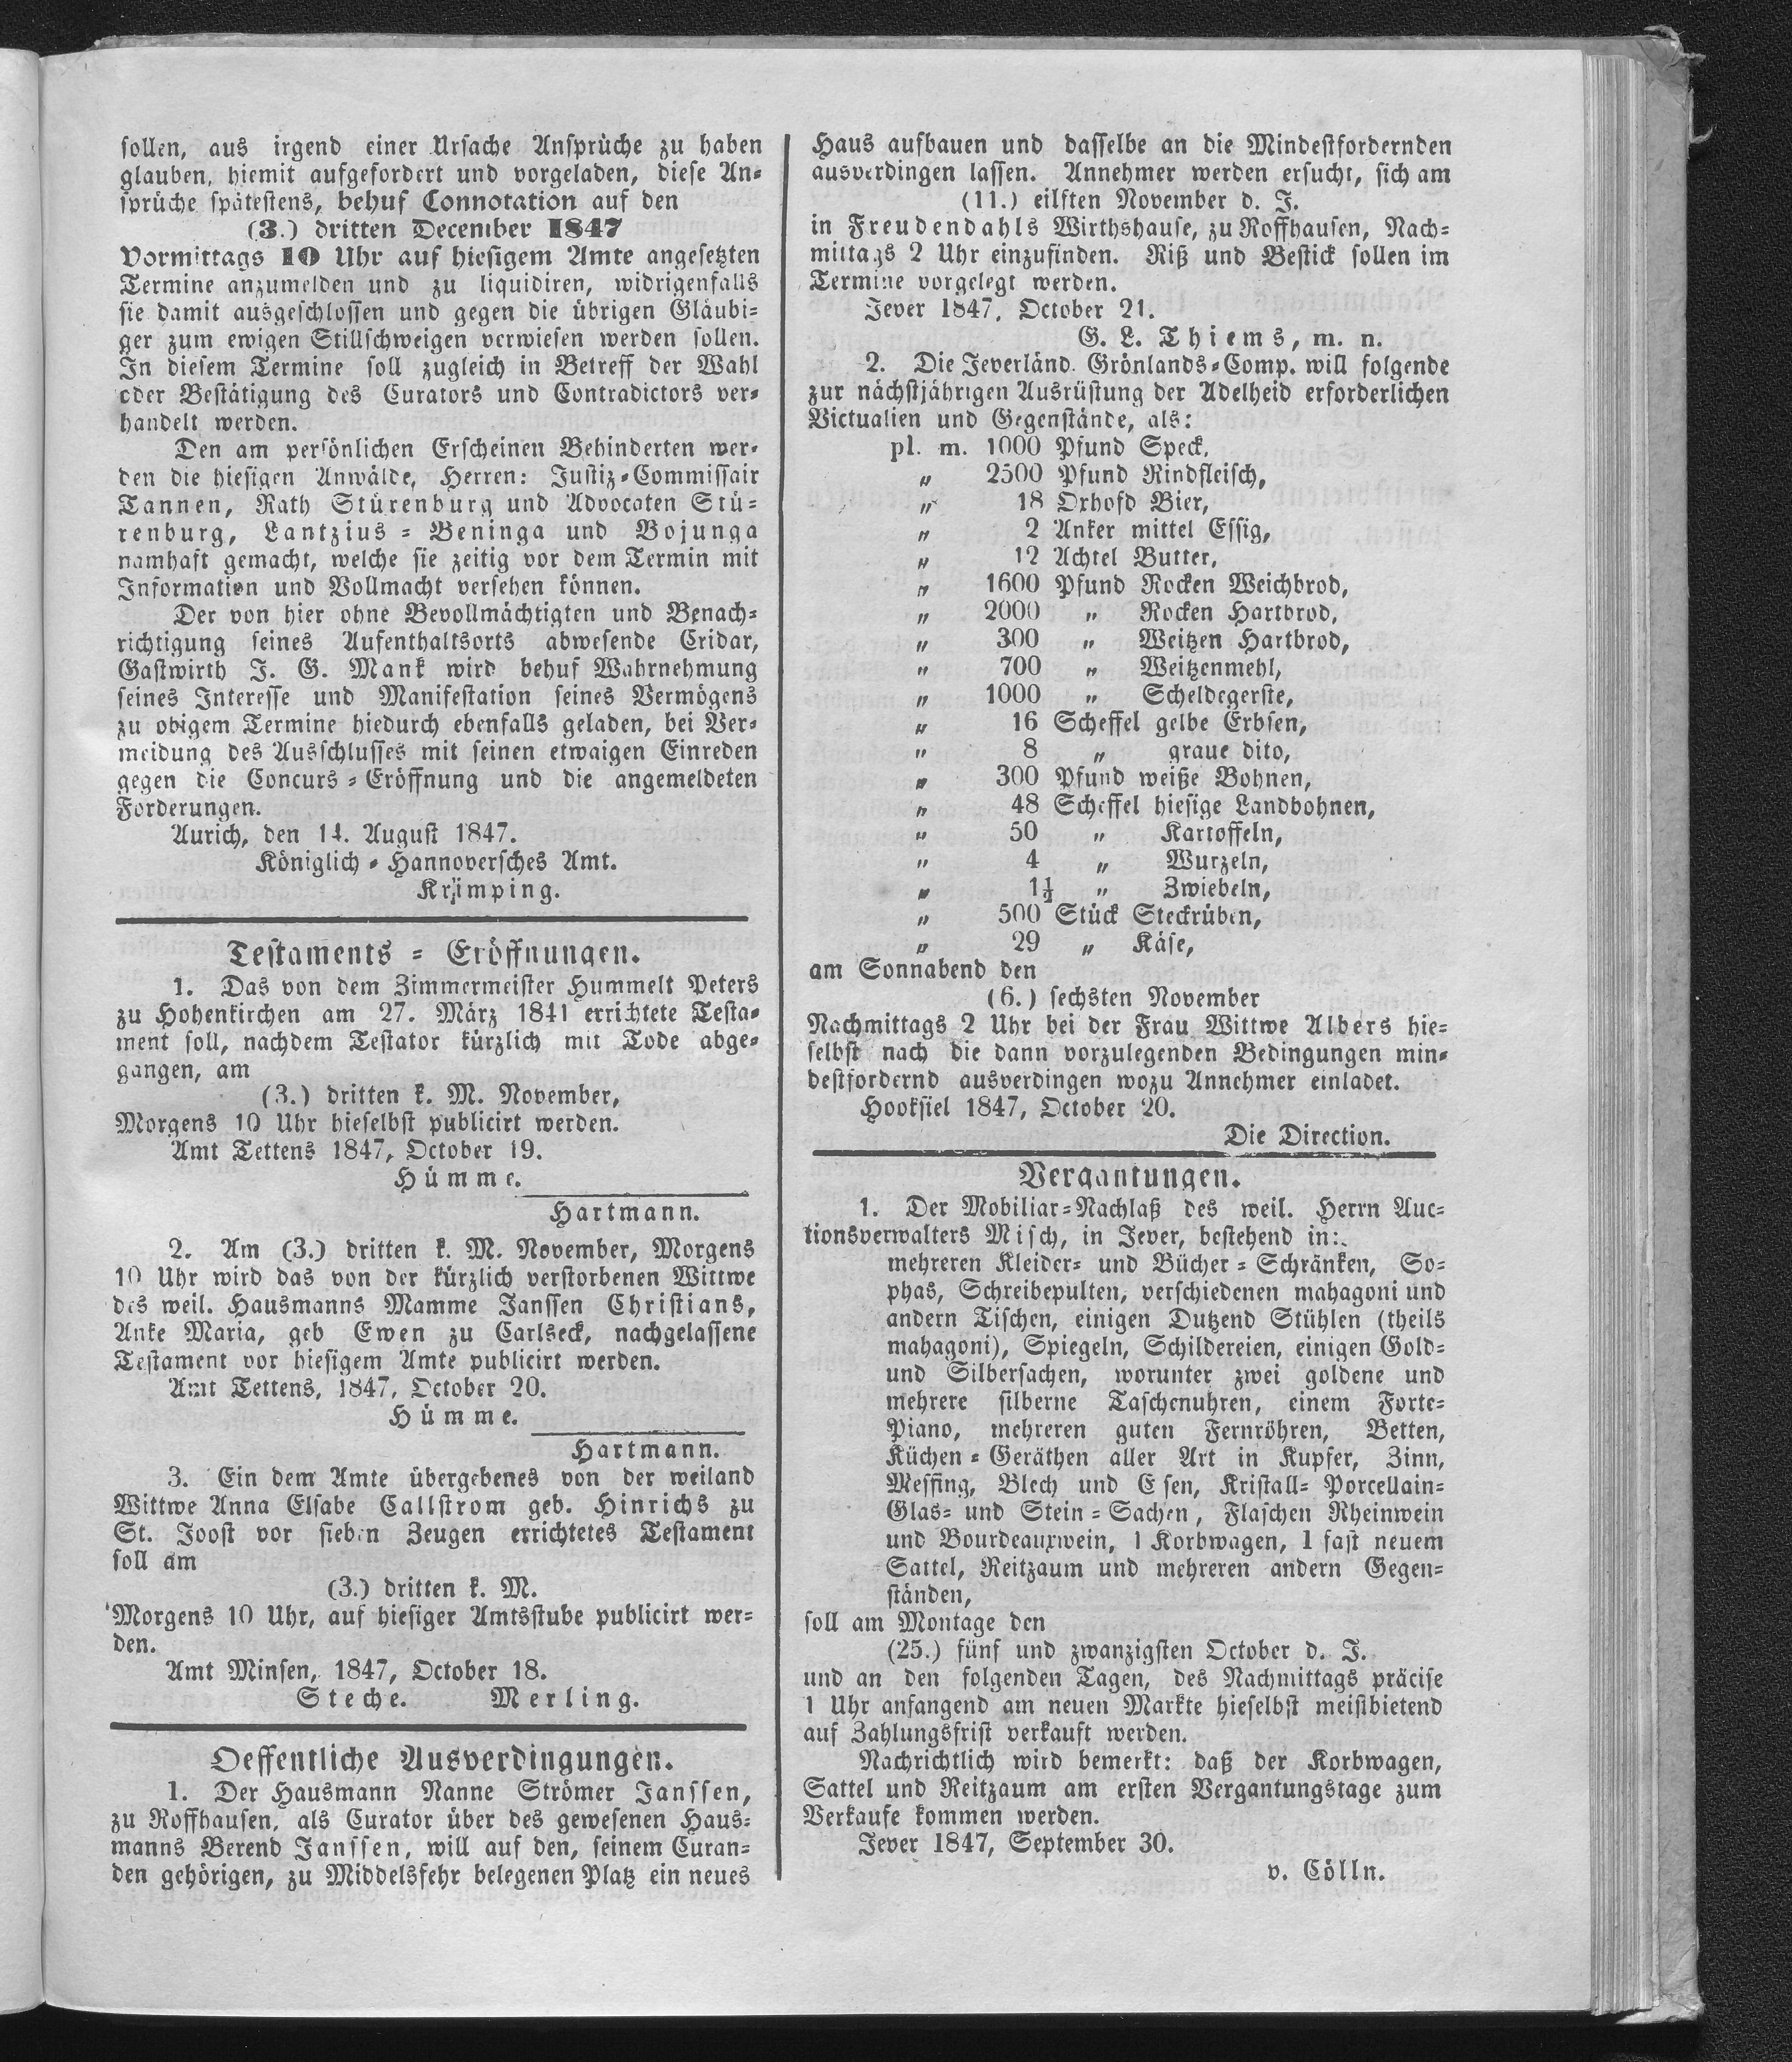 sollen, aus irgend einer Ursache Ansprüche zu haben
glauben, hiemit aufgefordert und vorgeladen, diese An-
sprüche spätestens, behuf Connotation auf den
(3.) dritten December 1847
Vormittags 10 Uhr auf hiesigem Amte angesetzten
Termine anzumelden und zu liquidiren, widrigenfalls
sie damit ausgeschlossen und gegen die übrigen Gläubi-
ger zum ewigen Stillschweigen verwiesen werden sollen.
In diesem Termine soll zugleich in Betreff der Wahl
oder Bestätigung des Curators und Contradictors ver-
handelt werden.
Den am persönlichen Erscheinen Behinderten wer-
den die hiesigen Anwälde, Herren: Justiz-Commissair
Tannen, Rath Stürenburg und Advocaten Stü-
renburg, Lantzius-Beninga und Bojunga
namhaft gemacht, welche sie zeitig vor dem Termin mit
Information und Vollmacht versehen können.
Der von hier ohne Bevollmächtigten und Benach-
richtigung seines Aufenthaltsorts abwesende Cridar,
Gastwirth J. G. Mank wird behuf Wahrnehmung
seines Interesse und Manifestation seines Vermögens
zu obigem Termine hiedurch ebenfalls geladen, bei Ver-
meidung des Ausschlusses mit seinen etwaigen Einreden
gegen die Concurs-Eröffnung und die angemeldeten
Forderungen.
Aurich, den 14. August 1847.
Königlich-Hannoversches Amt.
Krimping.
Testaments-Eröffnungen.
1. Das von dem Zimmermeister Hummelt Peters
zu Hohenkirchen am 27. März 1841 errichtete Testa-
ment soll, nachdem Testator kürzlich mit Tode abge-
gangen, am
(3.) dritten k. M. November,
Morgens 10 Uhr hieselbst publicirt werden.
Amt Tettens 1847, October 19.
Hümme.
Hartmann.
2. Am (3.) dritten k. M. November, Morgens
10 Uhr wird das von der kürzlich verstorbenen Wittwe
des weil. Hausmanns Mamme Janssen Christians,
Anke Maria, geb Ewen zu Carlseck, nachgelassene
Testament vor hiesigem Amte publicirt werden.
Amt Tettens, 1847, October 20.
Hümme.
Hartmann.
3. Ein dem Amte übergebenes von der weiland
Wittwe Anna Elsabe Callstrom geb. Hinrichs zu
St. Joost vor sieben Zeugen errichtetes Testament
soll am
(3.) dritten k. M.
Morgens 10 Uhr, auf hiesiger Amtsstube publicirt wer-
den.
Amt Minsen, 1847, October 18.
Steche. Merling.
Oeffentliche Ausverdingungen.
1. Der Hausmann Nanne Strömer Janssen,
zu Roffhausen, als Curator über des gewesenen Haus-
manns Berend Janssen, will auf den, seinem Curan-
den gehörigen, zu Middelsfehr belegenen Platz ein neues
Haus aufbauen und dasselbe an die Mindestfordernden
ausverdingen lassen. Annehmer werden ersucht, sich am
(11.) eilften November d. J.
in Freudendahls Wirthshause, zu Roffhausen, Nach-
mittags 2 Uhr einzufinden. Riß und Bestick sollen im
Termine vorgelegt werden.
Jever 1847, October 21.
G. L. Thiems, m. n.
2. Die Jeverländ. Grönlands-Comp. will folgende
zur nächstjährigen Ausrüstung der Adelheid erforderlichen
Victualien und Gegenstände, als:
pl. m. 1000 Pfund Speck,
„ 2500 Pfund Rindfleisch,
„ 18 Oxhofd Bier,
„ 2 Anker mittel Essig,
„ 12 Achtel Butter,
„ 1600 Pfund Rocken Weichbrod,
„ 2000 „ Rocken Hartbrod,
„ 300 „ Weitzen Hartbrod,
„ 700 „ Weitzenmehl,
„ 1000 „ Scheldegerste,
„ 16 Scheffel gelbe Erbsen,
„ 8 „ graue dito,
„ 300 Pfund weiße Bohnen,
„ 48 Scheffel hiesige Landbohnen,
„ 50 „ Kartoffeln,
„ 4 „ Wurzeln,
„ 1½ „ Zwiebeln,
„ 500 Stück Steckrüben,
„ 29 „ Käse,
am Sonnabend den
(6.) sechsten November
Nachmittags 2 Uhr bei der Frau Wittwe Albers hie-
selbst nach die dann vorzulegenden Bedingungen min-
destfordernd ausverdingen wozu Annehmer einladet.
Hooksiel 1847, October 20.
Die Direction.
Vergantungen.
1. Der Mobiliar-Nachlaß des weil. Herrn Auc-
tionsverwalters Misch, in Jever, bestehend in:
mehreren Kleider- und Bücher-Schränken, So-
phas, Schreibepulten, verschiedenen mahagoni und
andern Tischen, einigen Dutzend Stühlen (theils
mahagoni), Spiegeln, Schildereien, einigen Gold-
und Silbersachen, worunter zwei goldene und
mehrere silberne Taschenuhren, einem Forte-
Piano, mehreren guten Fernröhren, Betten,
Küchen-Geräthen aller Art in Kupfer, Zinn,
Messing, Blech und Esen, Kristall- Porcellain-
Glas- und Stein-Sachen, Flaschen Rheinwein
und Bourdeauxwein, 1 Korbwagen, 1 fast neuem
Sattel, Reitzaum und mehreren andern Gegen-
ständen,
soll am Montage den
(25.) fünf und zwanzigsten October d. J.
und an den folgenden Tagen, des Nachmittags präcise
1 Uhr anfangend am neuen Markte hieselbst meistbietend
auf Zahlungsfrist verkauft werden.
Nachrichtlich wird bemerkt: daß der Korbwagen,
Sattel und Reitzaum am ersten Vergantungstage zum
Verkaufe kommen werden.
Jever 1847, September 30.
v. Cölln.